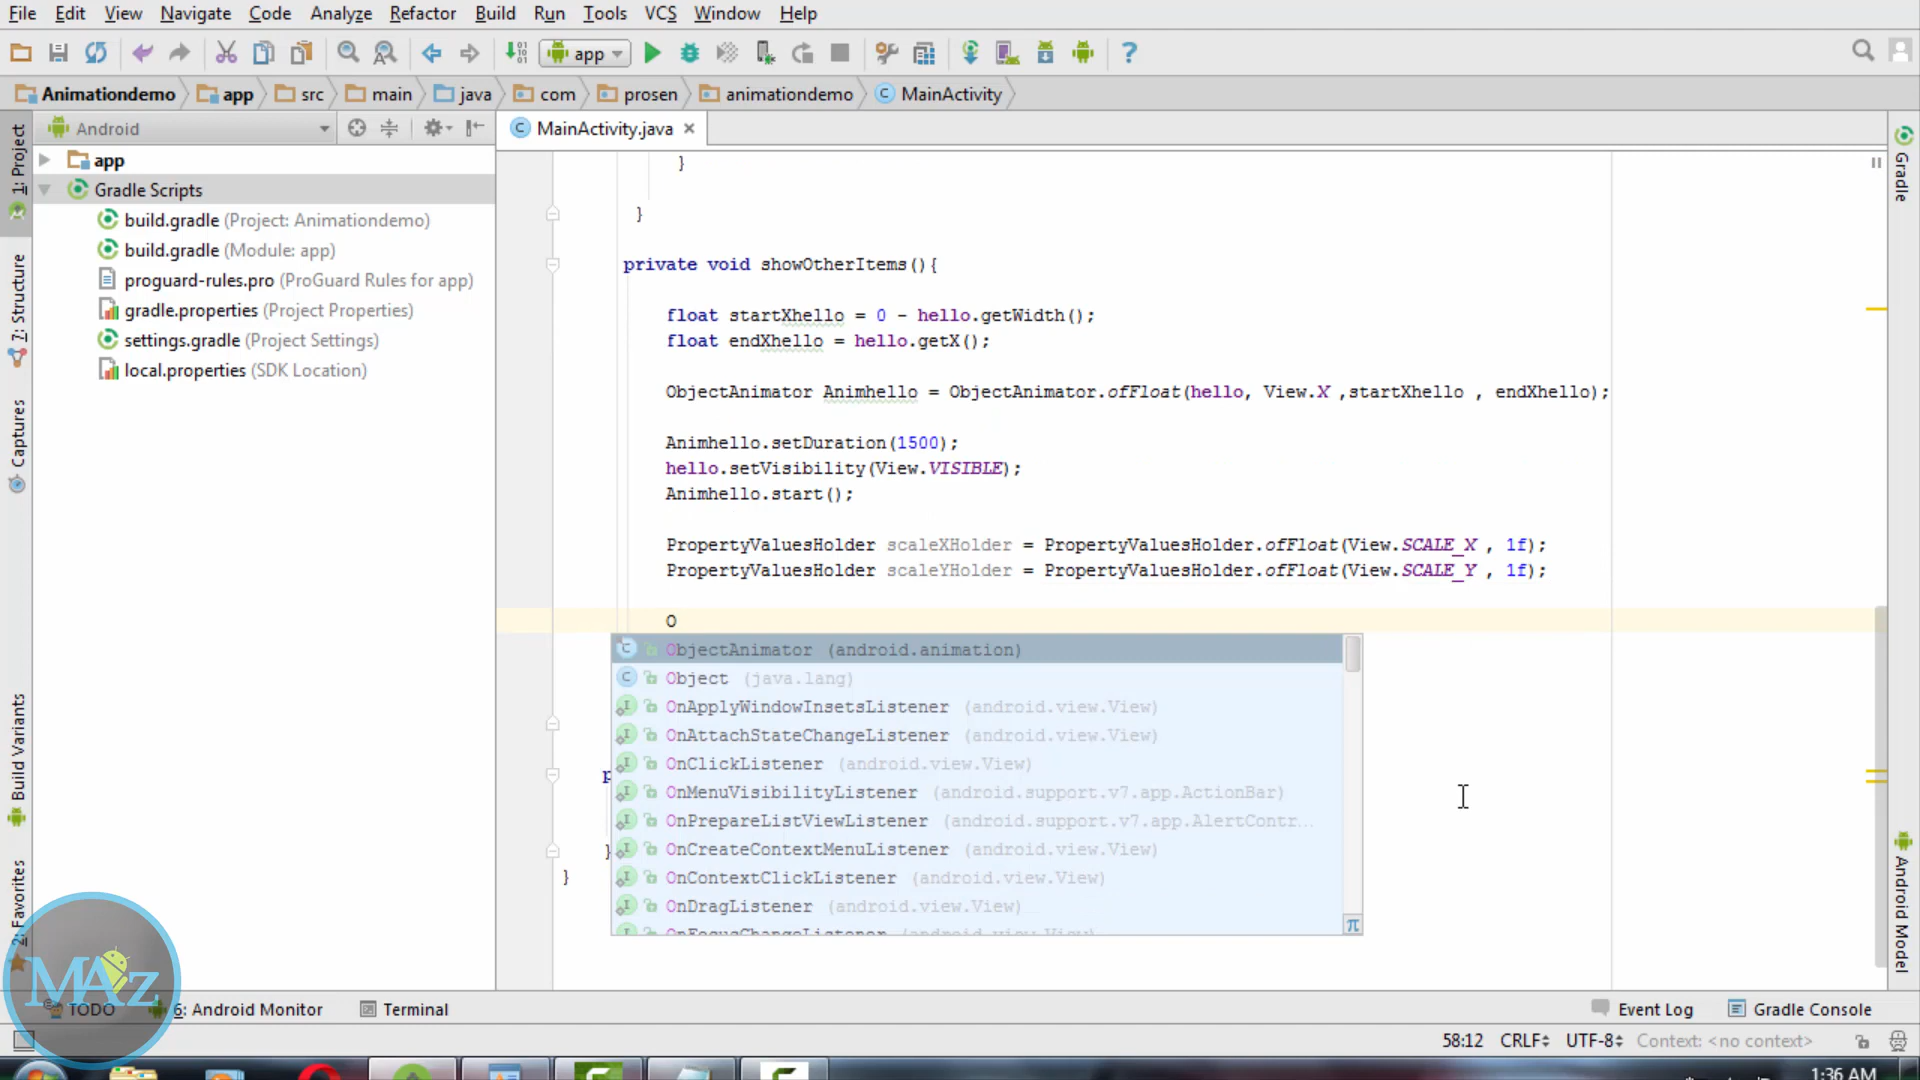 File Edit View Navigate Code Analyze Refactor Build Run Tools VCS Window Help
app
Animationdemo app src main java com prosen animationdemo MainActivity
1: Project
7: Structure
Captures
Build Variants
2: Favorites
Android
app
Gradle Scripts
build.gradle (Project: Animationdemo)
build.gradle (Module: app)
proguard-rules.pro (ProGuard Rules for app)
gradle.properties (Project Properties)
settings.gradle (Project Settings)
local.properties (SDK Location)
MainActivity.java
}
}
private void showOtherItems(){
float startXhello = 0 - hello.getWidth();
float endXhello = hello.getX();
ObjectAnimator Animhello = ObjectAnimator.ofFloat(hello, View.X ,startXhello , endXhello);
Animhello.setDuration(1500);
hello.setVisibility(View.VISIBLE);
Animhello.start();
PropertyValuesHolder scaleXHolder = PropertyValuesHolder.ofFloat(View.SCALE_X , 1f);
PropertyValuesHolder scaleYHolder = PropertyValuesHolder.ofFloat(View.SCALE_Y , 1f);
O
ObjectAnimator (android.animation)
Object (java.lang)
OnApplyWindowInsetsListener (android.view.View)
OnAttachStateChangeListener (android.view.View)
OnClickListener (android.view.View)
OnMenuVisibilityListener (android.support.v7.app.ActionBar)
OnPrepareListViewListener (android.support.v7.app.AlertContr...
OnCreateContextMenuListener (android.view.View)
OnContextClickListener (android.view.View)
OnDragListener (android.view.View)
OnFocusChangeListener (android.view.View)
p
}
}
π
Gradle
Android Model
MAz
TODO 6: Android Monitor Terminal Event Log Gradle Console
58:12 CRLF UTF-8 Context: <no context>
1:36 AM